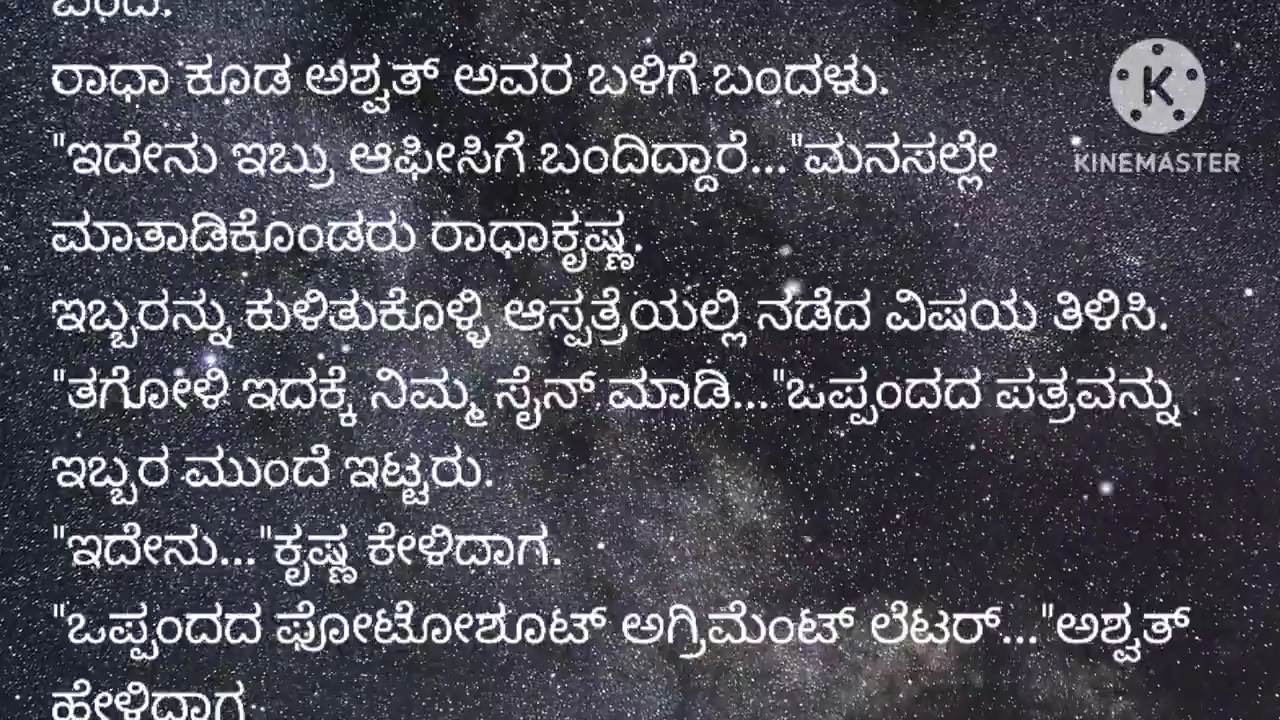 ಬಂದ.
ರಾಧಾ ಕೂಡ ಅಶ್ವತ್ ಅವರ ಬಳಿಗೆ ಬಂದಳು.
"ಇದೇನು ಇಬ್ರು ಆಫೀಸಿಗೆ ಬಂದಿದ್ದಾರೆ..."ಮನಸಲ್ಲೇ
ಮಾತಾಡಿಕೊಂಡರು ರಾಧಾಕೃಷ್ಣ.
ಇಬ್ಬರನ್ನು ಕುಳಿತುಕೊಳ್ಳಿ ಆಸ್ಪತ್ರೆಯಲ್ಲಿ ನಡೆದ ವಿಷಯ ತಿಳಿಸಿ.
"ತಗೋಳಿ ಇದಕ್ಕೆ ನಿಮ್ಮ ಸೈನ್ ಮಾಡಿ..."ಒಪ್ಪಂದದ ಪತ್ರವನ್ನು
ಇಬ್ಬರ ಮುಂದೆ ಇಟ್ಟರು.
"ಇದೇನು..."ಕೃಷ್ಣ ಕೇಳಿದಾಗ.
"ಒಪ್ಪಂದದ ಫೋಟೋಶೂಟ್ ಅಗ್ರಿಮೆಂಟ್ ಲೆಟರ್..."ಅಶ್ವತ್
ಹೇಳಿದಾಗ
KINEMASTER